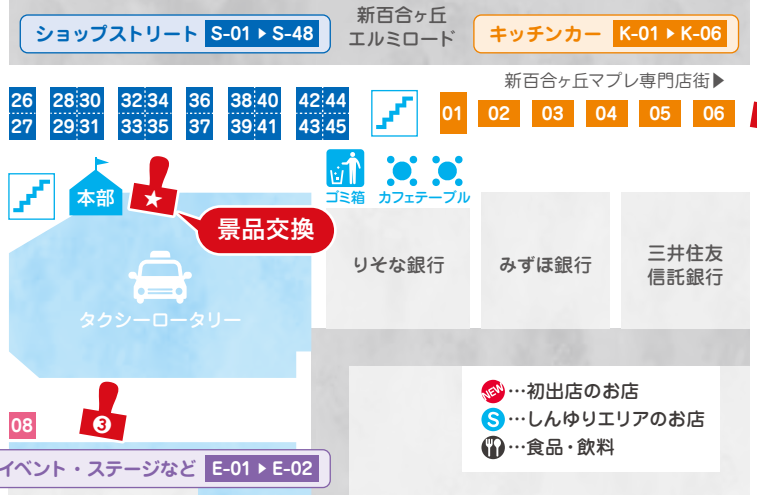 ショップストリート S-01▶S-48
新百合ヶ丘
エルミロード
キッチンカー K-01▶K-06
新百合ヶ丘マプレ専門店街▶
26 28 30 32 34 36 38 40 42 44
27 29 31 33 35 37 39 41 43 45
01 02 03 04 05 06
本部
ゴミ箱 カフェテーブル
景品交換
りそな銀行
みずほ銀行
三井住友
信託銀行
タクシーロータリー
08
3
NEW…初出店のお店
S…しんゆりエリアのお店
…食品・飲料
イベント・ステージなど E-01▶E-02